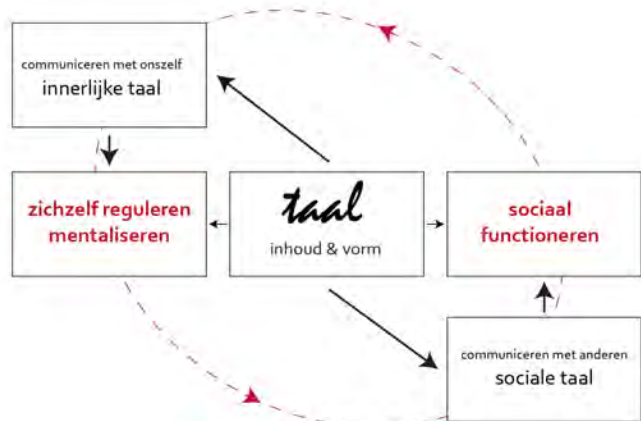 communiceren met onszelf
innerlijke taal
zichzelf reguleren
mentaliseren
taal
inhoud & vorm
sociaal
functioneren
communiceren met anderen
sociale taal